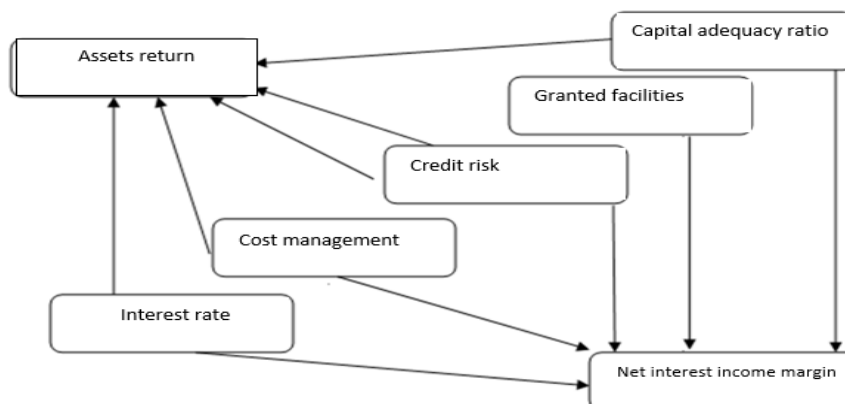 Capital adequacy ratio
Assets return
Granted facilities
Credit risk
Cost management
Interest rate
Net interest income margin